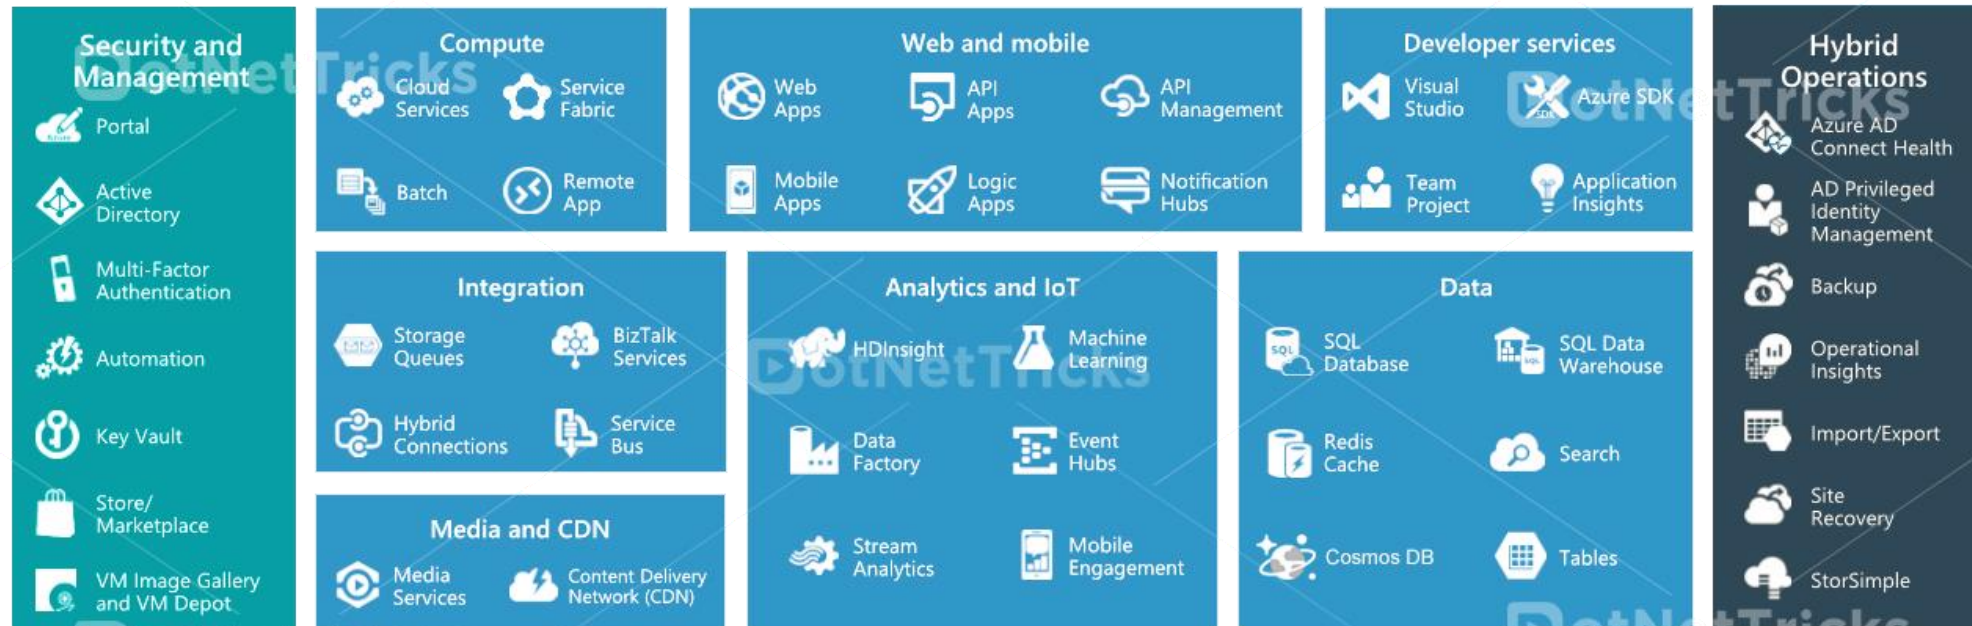 Security and
Management
Portal
Active
Directory
Multi-Factor
Authentication
Automation
Key Vault
Store/
Marketplace
VM Image Gallery
and VM Depot
Compute
Cloud
Services
Service
Fabric
Batch
Remote
App
Web and mobile
Web
Apps
API
Apps
API
Management
Mobile
Apps
Logic
Apps
Notification
Hubs
Developer services
Visual
Studio
SDK
Azure SDK
Team
Project
Application
Insights
Integration
Storage
Queues
BizTalk
Services
Hybrid
Connections
Service
Bus
Media and CDN
Media
Services
Content Delivery
Network (CDN)
Analytics and IoT
HDInsight
Machine
Learning
Data
Factory
Event
Hubs
Stream
Analytics
Mobile
Engagement
Data
SQL
SQL
Database
SQL
SQL Data
Warehouse
Redis
Cache
Search
Cosmos DB
Tables
Hybrid
Operations
Azure AD
Connect Health
AD Privileged
Identity
Management
Backup
Operational
Insights
Import/Export
Site
Recovery
StorSimple
DotNetTricks
DotNetTricks
DotNetTricks
DotNetTricks